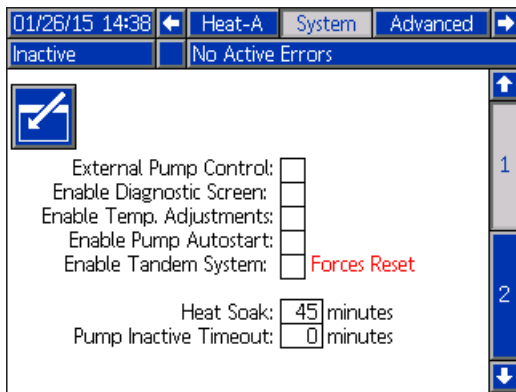 01/26/15 14:38 Heat-A System Advanced
Inactive No Active Errors
External Pump Control:
Enable Diagnostic Screen:
Enable Temp. Adjustments:
Enable Pump Autostart:
Enable Tandem System: Forces Reset
Heat Soak: 45 minutes
Pump Inactive Timeout: 0 minutes
1
2